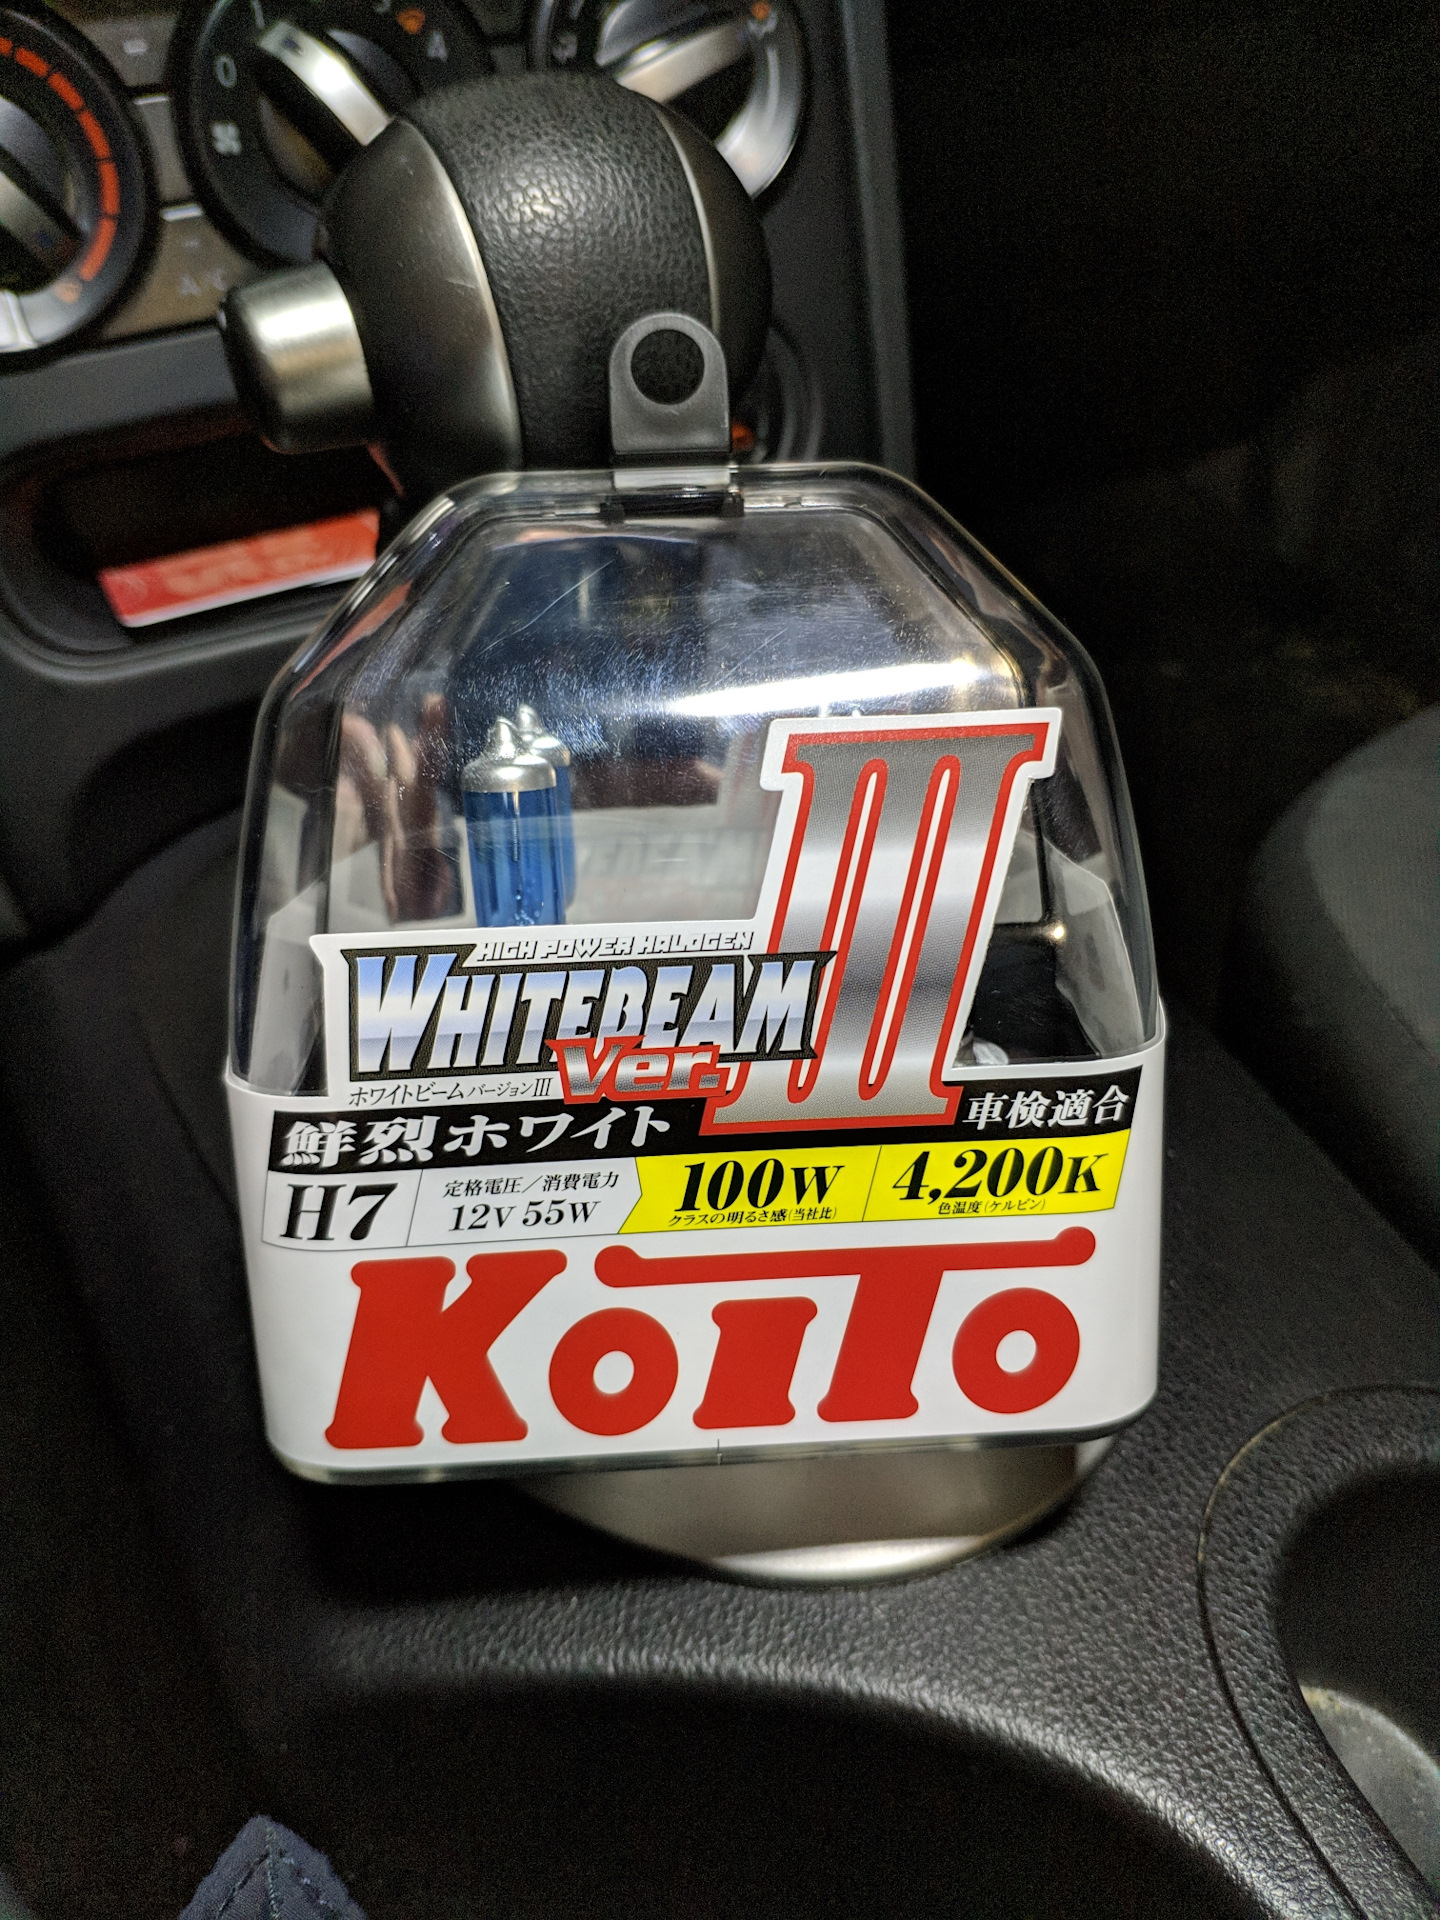 0
4
A/C
HIGH POWER HALOGEN
WHITEBEAM III
Ver.
ホワイトビームバージョンIII
鮮烈ホワイト 車検適合
H7
定格電圧/消費電力
12V 55W
100W
クラスの明るさ感(当社比)
4,200K
色温度(ケルビン)
KOITO